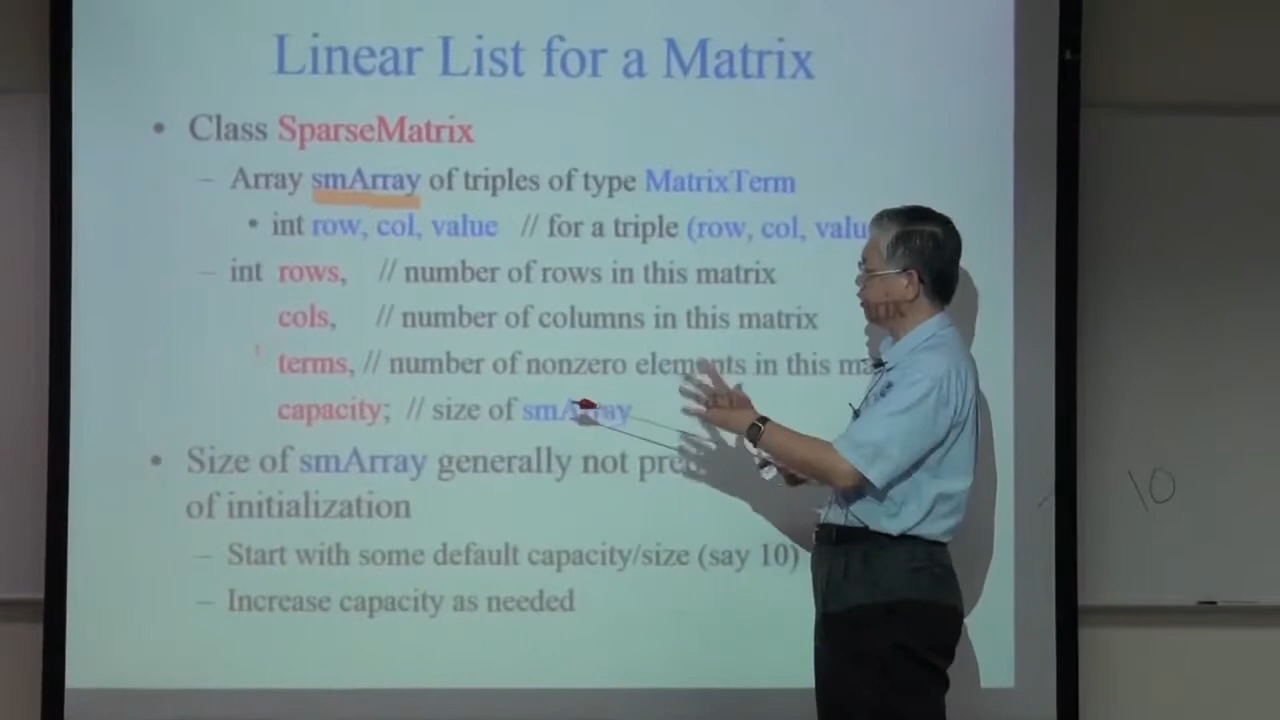 Linear List for a Matrix
• Class SparseMatrix
– Array smArray of triples of type MatrixTerm
• int row, col, value // for a triple (row, col,
– int rows, // number of rows in this matrix
cols, // number of columns in this matrix
terms, // number of nonzero elements in this
capacity; // size of smArray
• Size of smArray generally not
of initialization
– Start with some default capacity/size (say 10)
– Increase capacity as needed
10